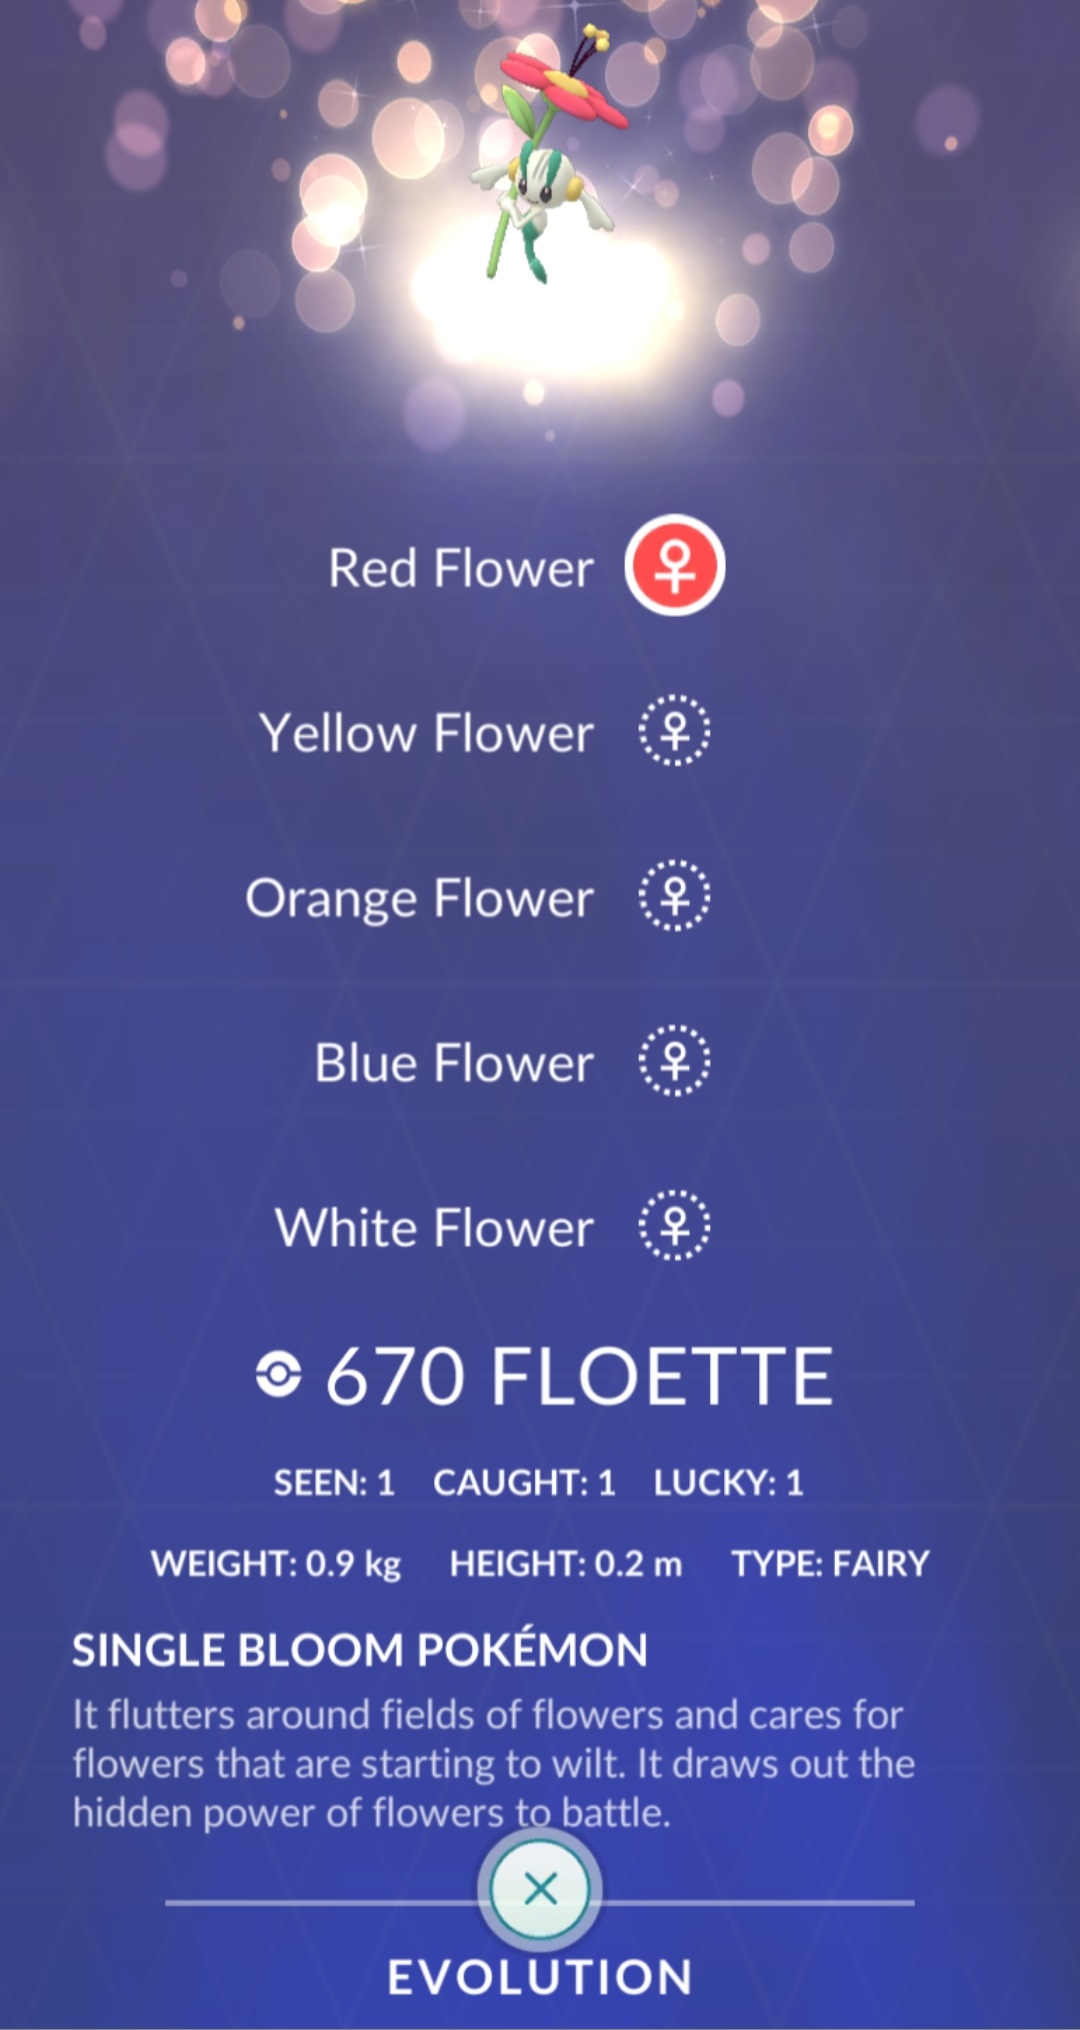 Red Flower
Yellow Flower
Orange Flower
Blue Flower
White Flower
670 FLOETTE
SEEN: 1 CAUGHT: 1 LUCKY: 1
WEIGHT: 0.9 kg HEIGHT: 0.2 m TYPE: FAIRY
SINGLE BLOOM POKÉMON
It flutters around fields of flowers and cares for
flowers that are starting to wilt. It draws out the
hidden power of flowers to battle.
EVOLUTION